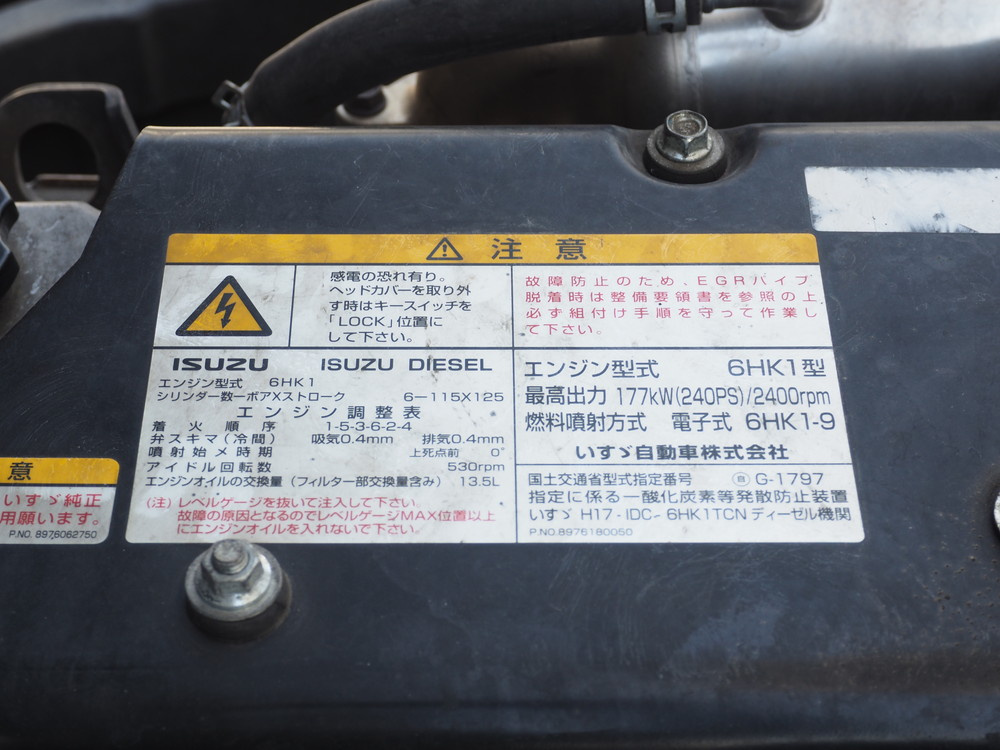 注意
感電の恐れ有り。
ヘッドカバーを取り外
す時はキースイッチを
「LOCK」位置に
して下さい。
故障防止のため、EGRパイプ
脱着時は整備要領書を参照の上、
必ず組付け手順を守って作業し
て下さい。
ISUZU ISUZU DIESEL
エンジン型式 6HK1
シリンダー数ーボアXストローク 6-115X125
エンジン調整表
着火順序 1-5-3-6-2-4
弁スキマ(冷間) 吸気0.4mm 排気0.4mm
噴射始メ時期 上死点前 0°
アイドル回転数 530rpm
エンジンオイルの交換量(フィルター部交換量含み) 13.5L
(注)レベルゲージを抜いて注入して下さい。
故障の原因となるのでレベルゲージMAX位置以上
にエンジンオイルを入れないで下さい。
エンジン型式 6HK1型
最高出力 177kW(240PS)/2400rpm
燃料噴射方式 電子式 6HK1-9
いすゞ自動車株式会社
国土交通省型式指定番号 G-1797
指定に係る一酸化炭素等発散防止装置
いすゞ H17・IDC-6HK1TCN ディーゼル機関
P.NO.8976180050
意
いすゞ純正
用願います。
P.NO. 8976062750